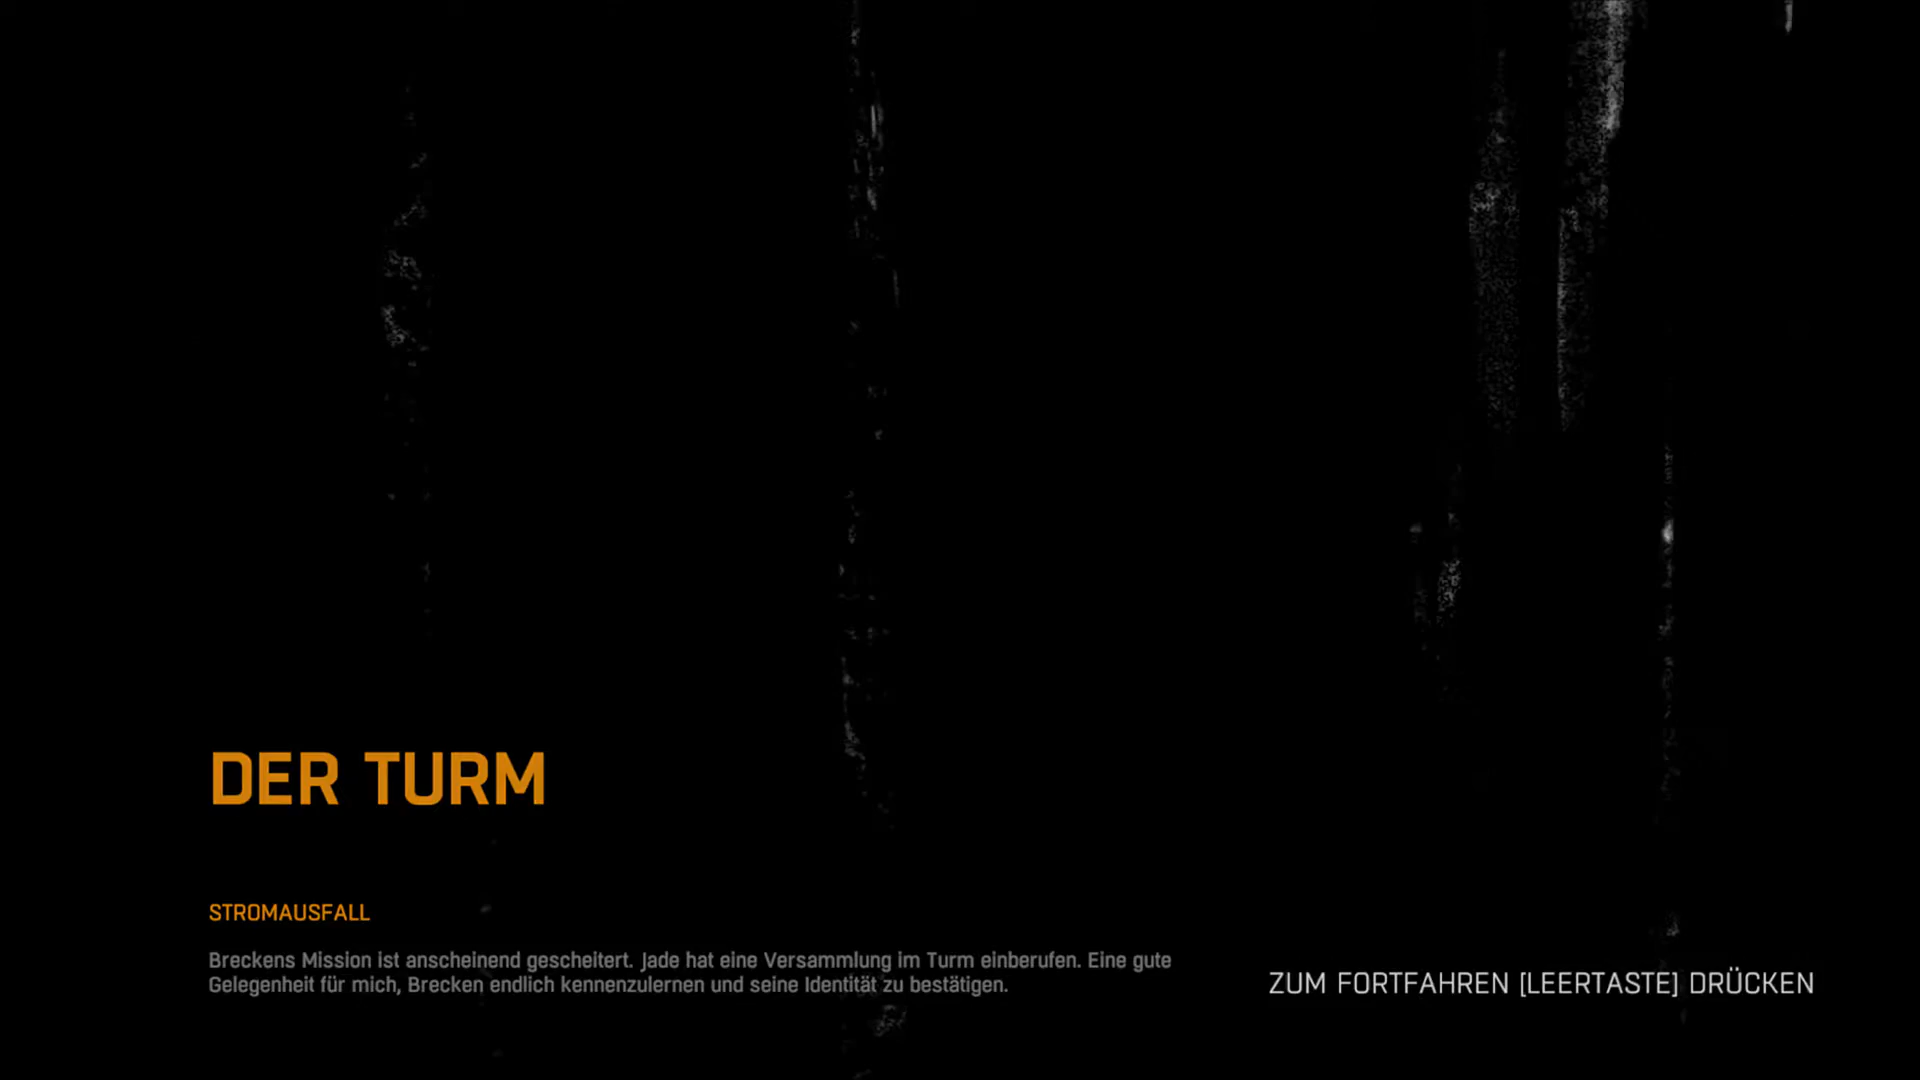 DER TURM
STROMAUSFALL
Breckens Mission ist anscheinend gescheitert. Jade hat eine Versammlung im Turm einberufen. Eine gute
Gelegenheit für mich, Brecken endlich kennenzulernen und seine Identität zu bestätigen.
ZUM FORTFAHREN [LEERTASTE] DRÜCKEN